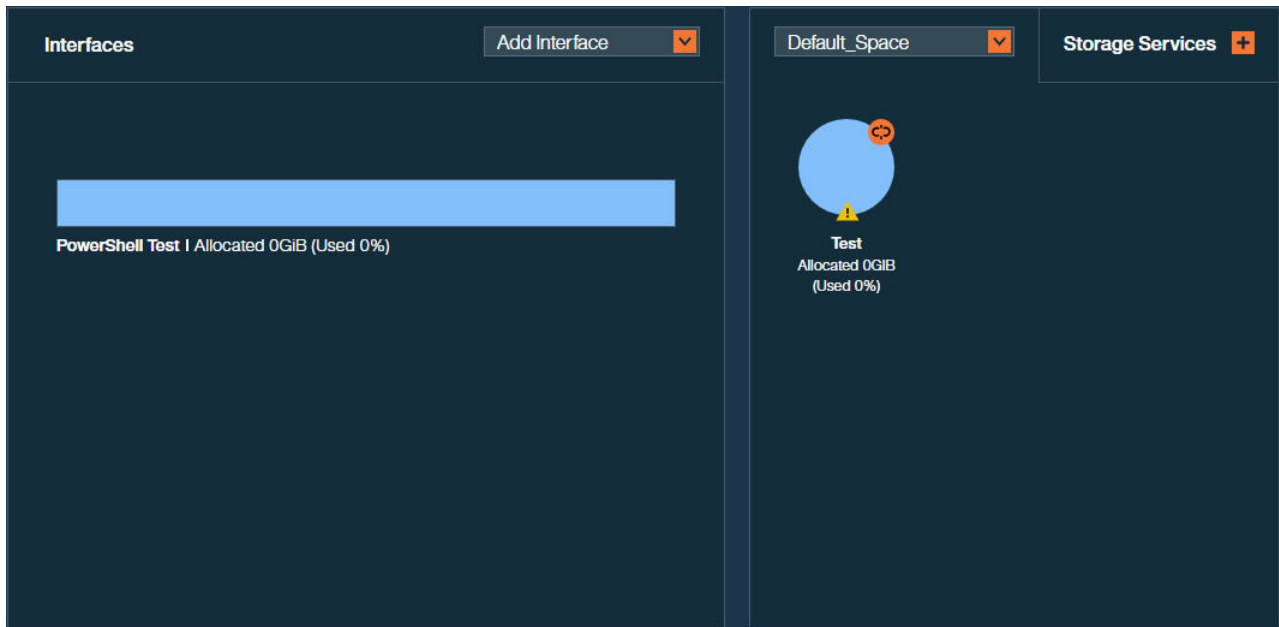 Interfaces
Add Interface
PowerShell Test | Allocated 0GiB (Used 0%)
Default_Space
Storage Services
Test
Allocated 0GIB
(Used 0%)